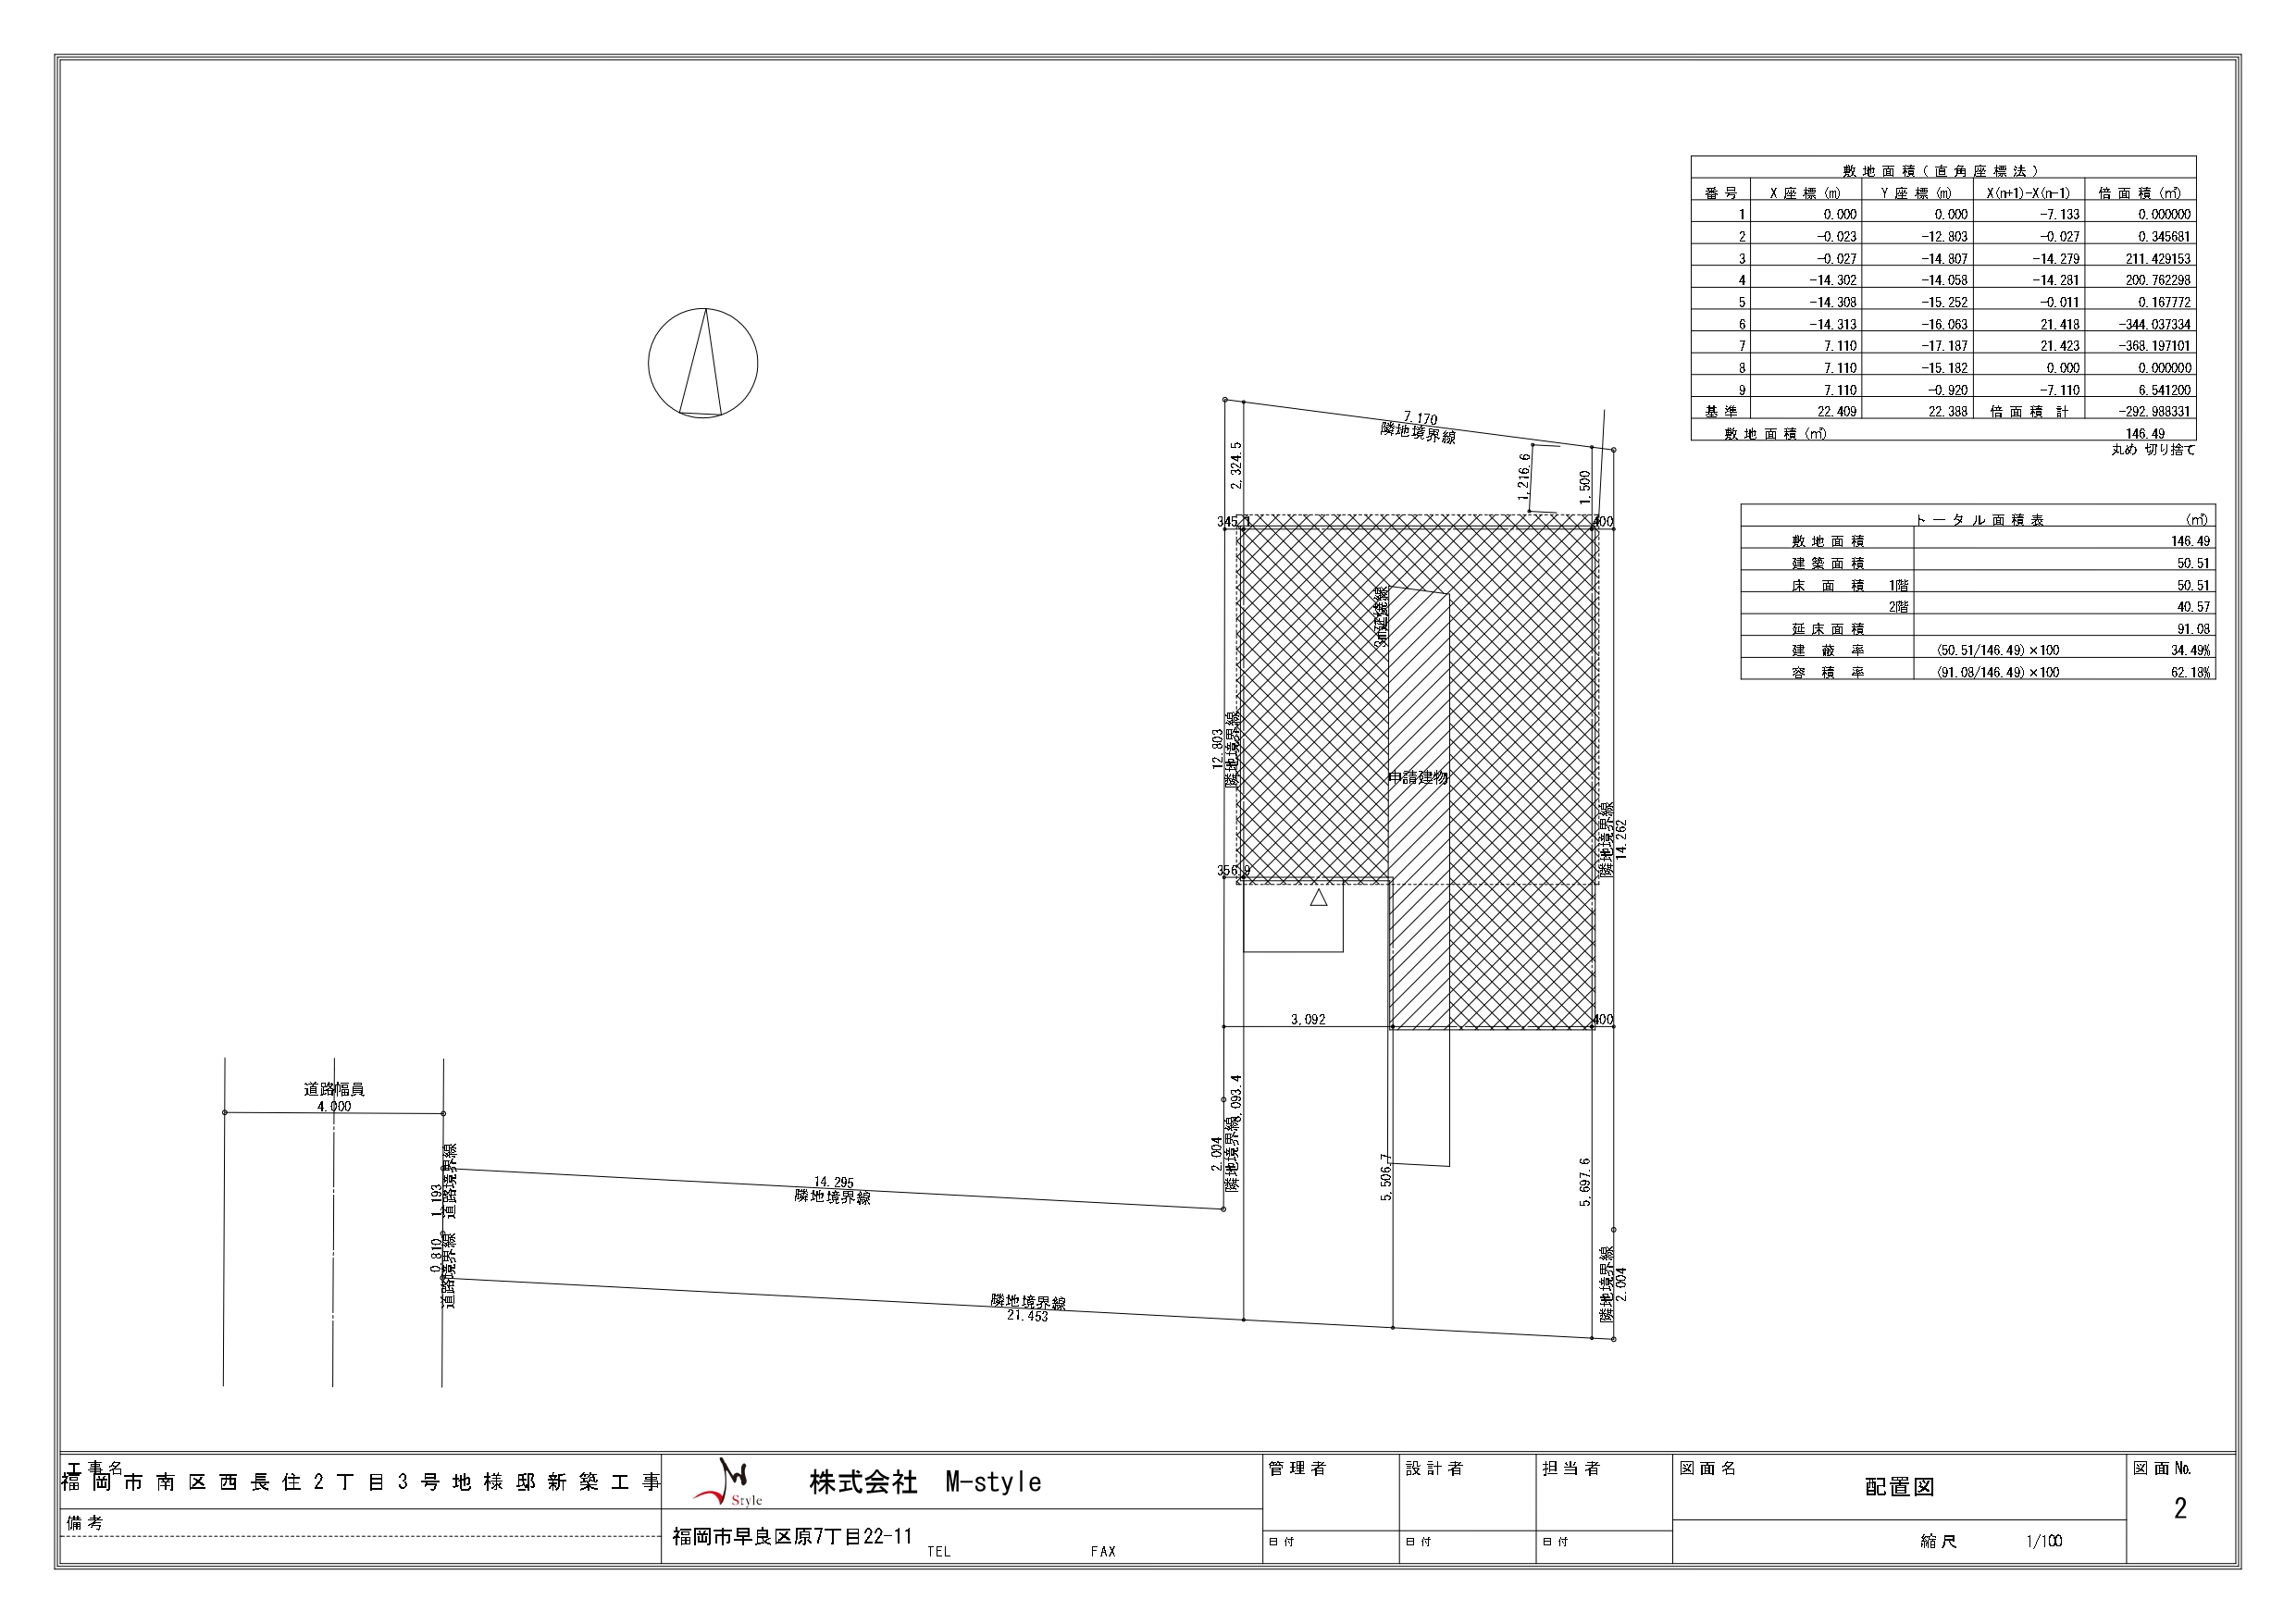 敷地面積(直角座標法)
番号 X座標(m) Y座標(m) X(n+1)-X(n-1) 倍面積(㎡)
1 0.000 0.000 -7.133 0.000000
2 -0.023 -12.803 -0.027 0.345681
3 -0.027 -14.807 -14.279 211.429153
4 -14.302 -14.058 -14.281 200.762298
5 -14.308 -15.252 -0.011 0.167772
6 -14.313 -16.063 21.418 -344.037334
7 7.110 -17.187 21.423 -368.197101
8 7.110 -15.182 0.000 0.000000
9 7.110 -0.920 -7.110 6.541200
基準 22.409 22.388 倍面積計 -292.988331
敷地面積(㎡) 146.49
丸め 切り捨て
トータル面積表 (㎡)
敷地面積 146.49
建築面積 50.51
床面積 1階 50.51
2階 40.57
延床面積 91.08
建蔽率 (50.51/146.49)×100 34.49%
容積率 (91.08/146.49)×100 62.18%
7.170
隣地境界線
2,324.5
1,216.6
1,500
345.1
400
3m延焼線
12.803
隣地境界線
申請建物
隣地境界線
14.262
356.9
3,092
400
道路幅員
4.000
8,093.4
2.004
隣地境界線
道路境界線
1.193
14.295
隣地境界線
5,506.7
5,697.6
0.810
道路境界線
隣地境界線
21.453
隣地境界線
2.004
工事名
福岡市南区西長住2丁目3号地様邸新築工事
備考
Style
株式会社 M-style
福岡市早良区原7丁目22-11
TEL
FAX
管理者
日付
設計者
日付
担当者
日付
図面名
配置図
縮尺 1/100
図面No.
2